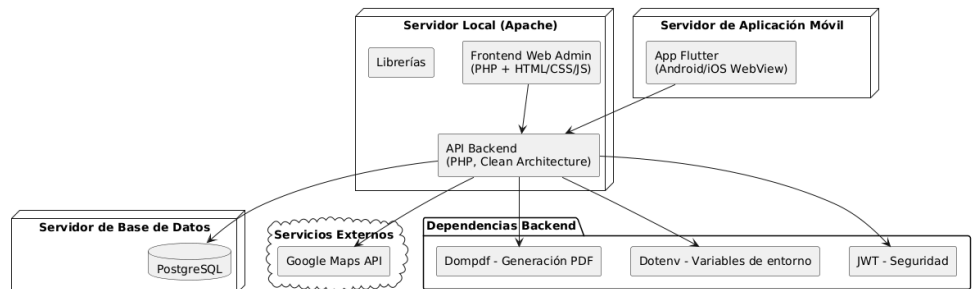 Servidor Local (Apache)
Servidor de Aplicación Móvil
Librerías
Frontend Web Admin
(PHP + HTML/CSS/JS)
App Flutter
(Android/iOS WebView)
API Backend
(PHP, Clean Architecture)
Servidor de Base de Datos
PostgreSQL
Servicios Externos
Google Maps API
Dependencias Backend
Dompdf - Generación PDF
Dotenv - Variables de entorno
JWT - Seguridad